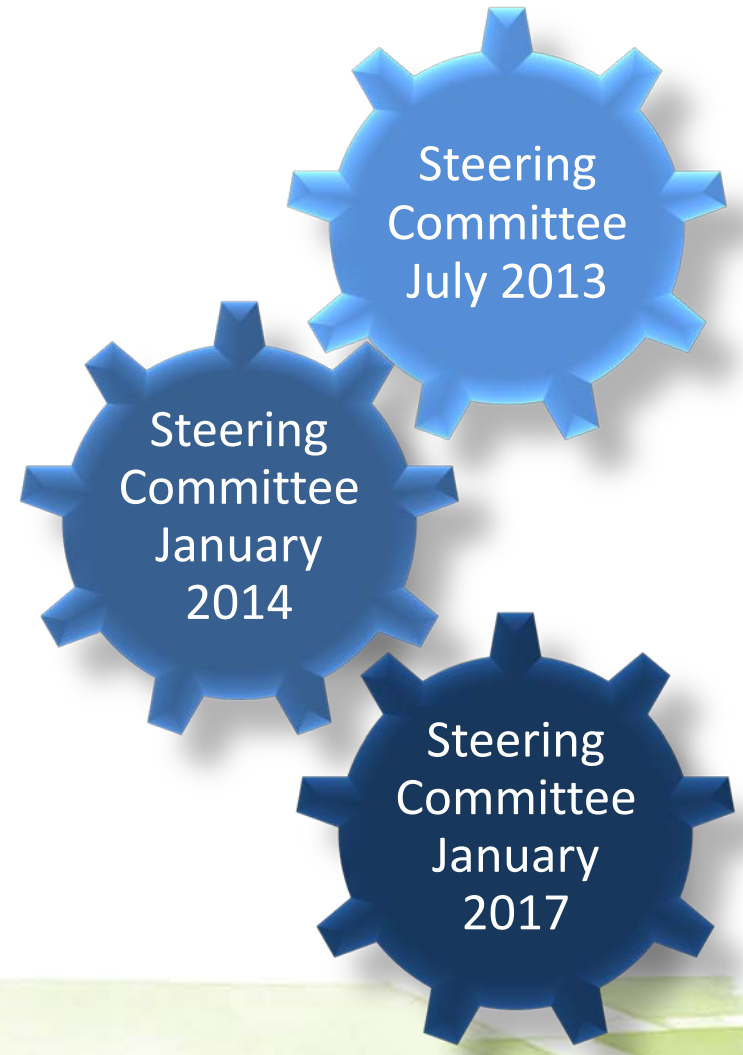 Steering
Committee
July 2013
Steering
Committee
January
2014
Steering
Committee
January
2017